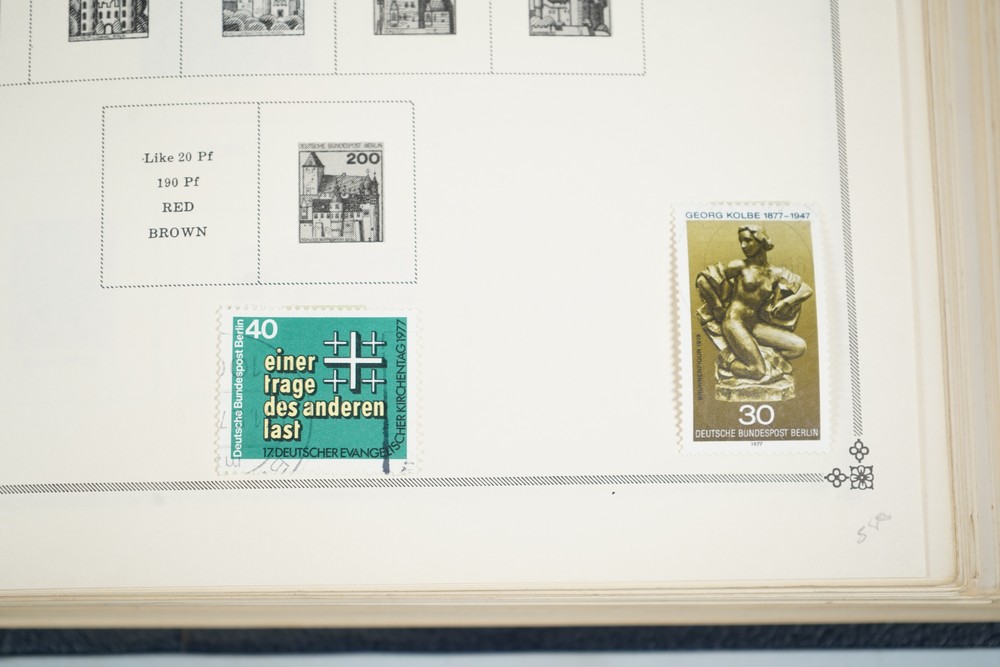 Like 20 Pf
190 Pf
RED
BROWN
DEUTSCHE BUNDESPOST BERLIN
200
Deutsche Bundespost Berlin
40
einer
trage
des anderen
last
17. DEUTSCHER EVANGELISCHER KIRCHENTAG 1977
GEORG KOLBE 1877–1947
BRUNNENFIGUR
30
DEUTSCHE BUNDESPOST BERLIN
1977